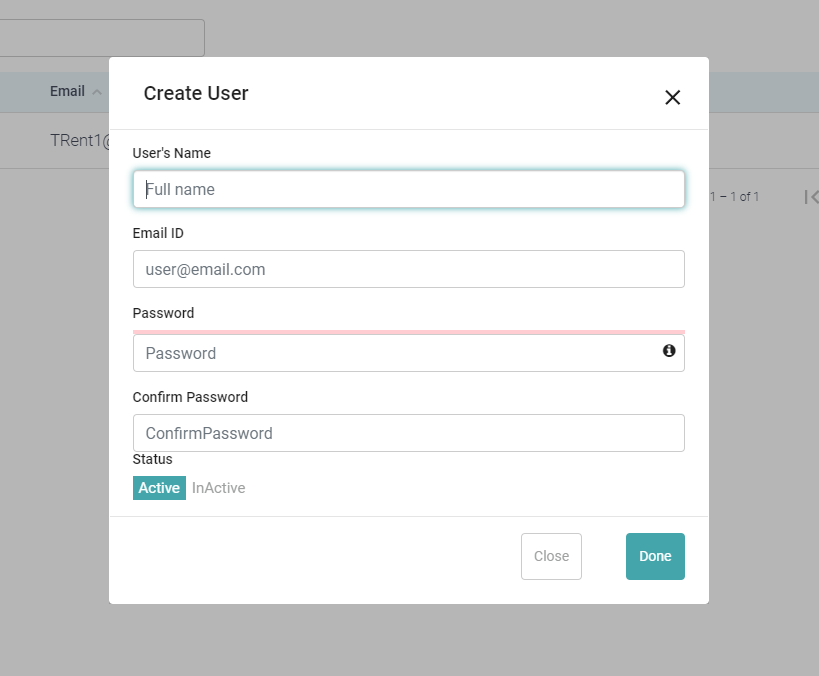 Create User
Email
TRent1@
User's Name
Full name
1 – 1 of 1
Email ID
user@email.com
Password
Password
Confirm Password
ConfirmPassword
Status
Active InActive
Close Done